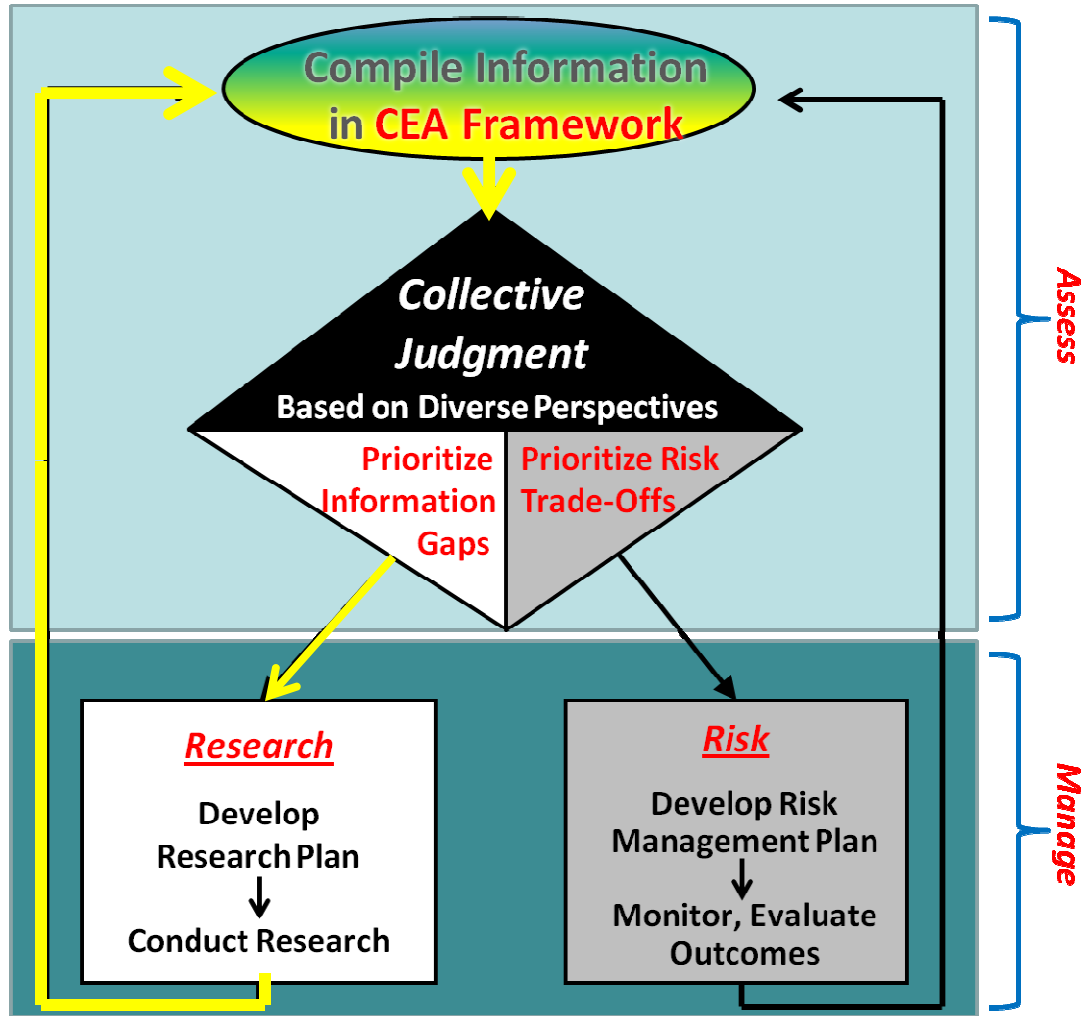 Compile Information
in CEA Framework
Collective
Judgment
Based on Diverse Perspectives
Prioritize
Information
Gaps
Prioritize Risk
Trade-Offs
Assess
Research
Develop
Research Plan
Conduct Research
Risk
Develop Risk
Management Plan
Monitor, Evaluate
Outcomes
Manage